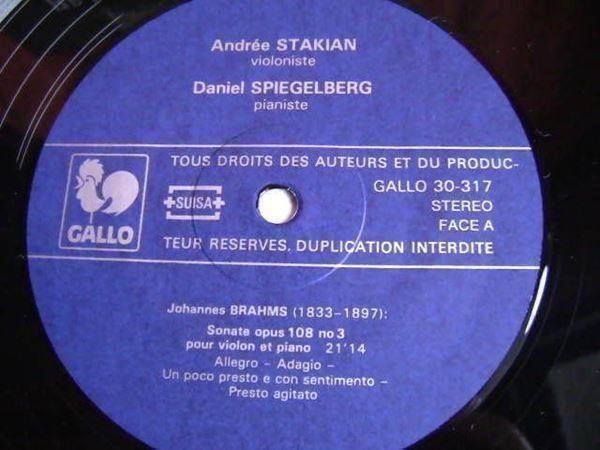 Andrée STAKIAN
violoniste
Daniel SPIEGELBERG
pianiste
TOUS DROITS DES AUTEURS ET DU PRODUC-
GALLO 30-317
STEREO
FACE A
SUISA
GALLO
TEUR RESERVES. DUPLICATION INTERDITE
Johannes BRAHMS (1833-1897):
Sonate opus 108 no 3
pour violon et piano 21'14
Allegro - Adagio -
Un poco presto e con sentimento -
Presto agitato